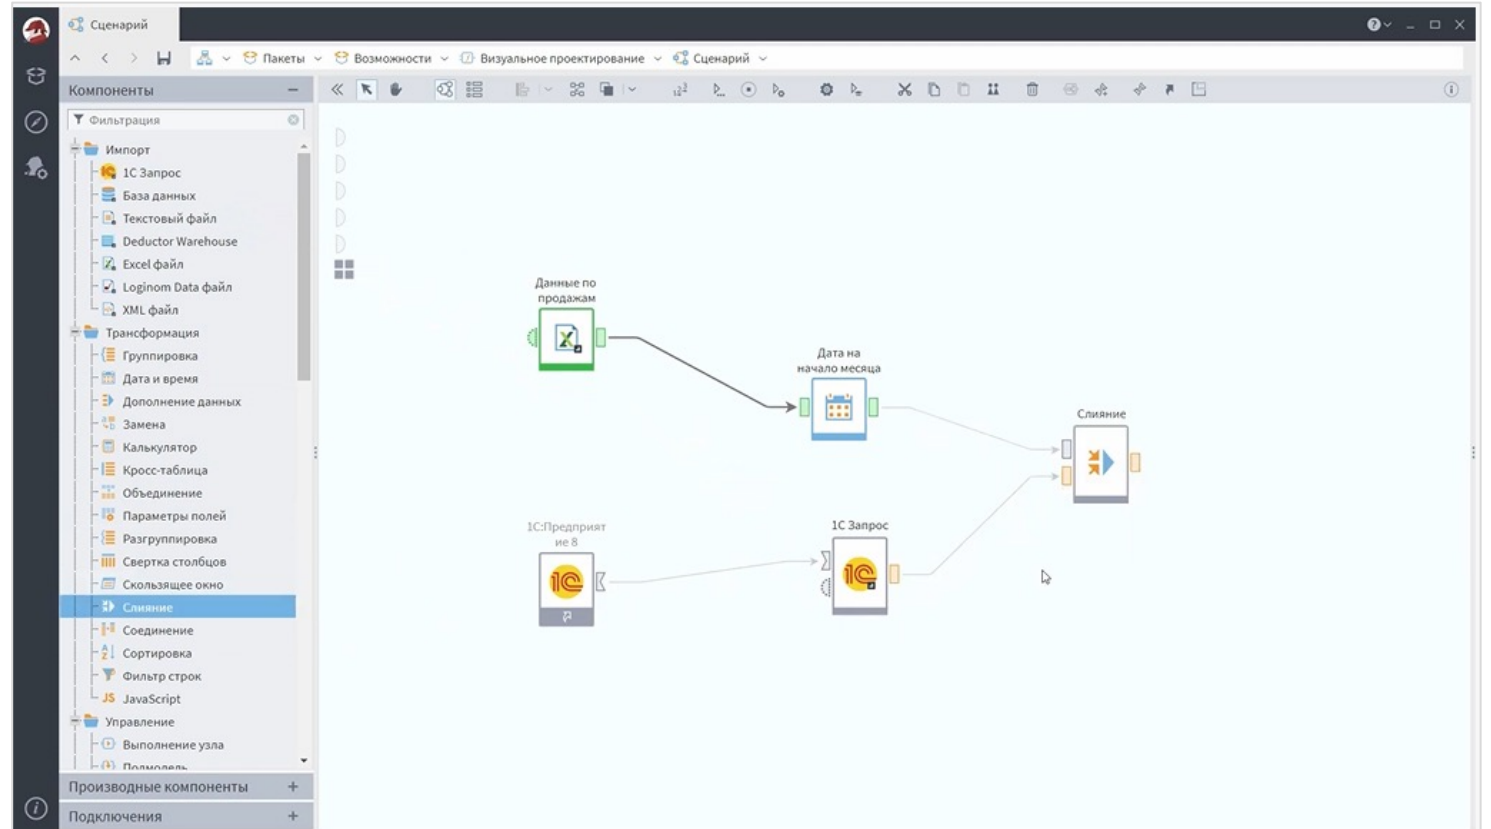 Сценарий
Пакеты
Возможности
Визуальное проектирование
Сценарий
Компоненты
Фильтрация
Импорт
1С Запрос
База данных
Текстовый файл
Deductor Warehouse
Excel файл
Loginom Data файл
XML файл
Трансформация
Группировка
Дата и время
Дополнение данных
Замена
Калькулятор
Кросс-таблица
Объединение
Параметры полей
Разгруппировка
Свертка столбцов
Скользящее окно
Слияние
Соединение
Сортировка
Фильтр строк
JS JavaScript
Управление
Выполнение узла
Подмодель
Производные компоненты
Подключения
Данные по
продажам
Дата на
начало месяца
Слияние
1С:Предприят
ие 8
1С Запрос